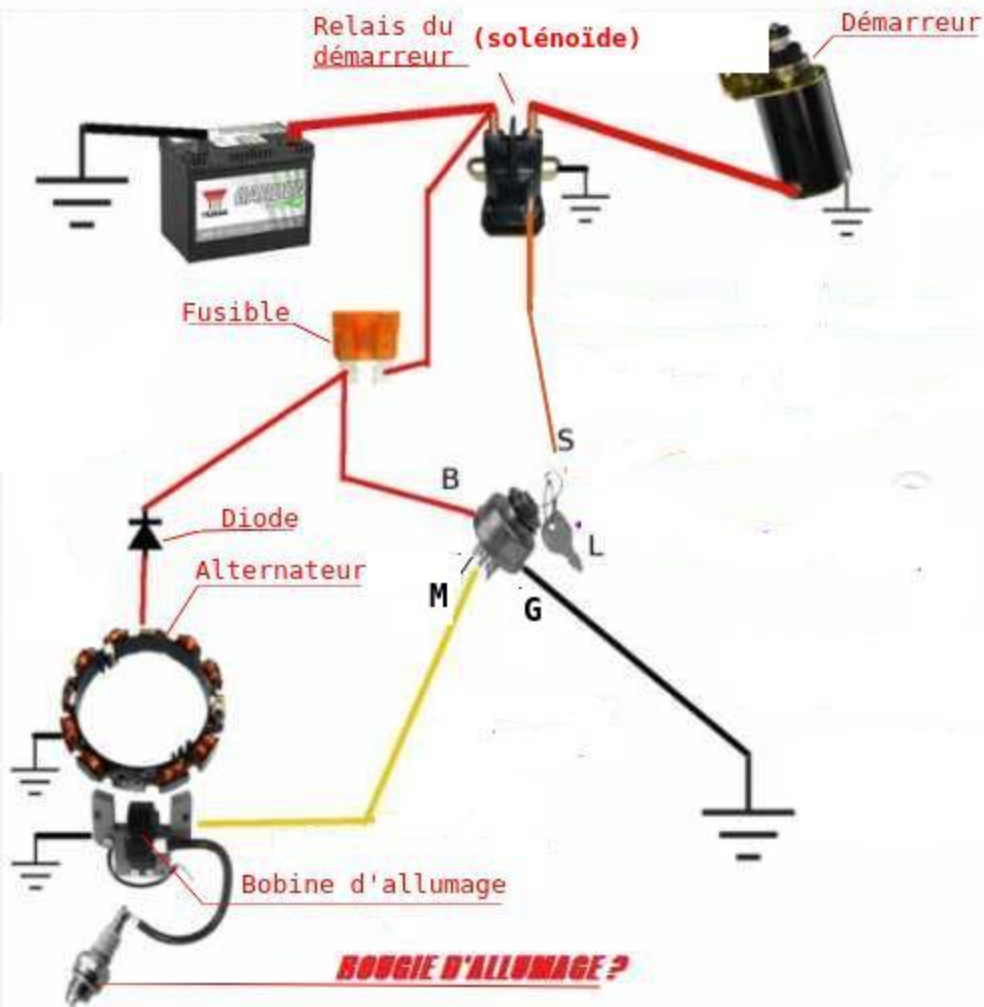 Relais du
démarreur (solénoïde)
Démarreur
Fusible
S
B
Diode
L
Alternateur
M
G
Bobine d'allumage
BOUGIE D'ALLUMAGE ?